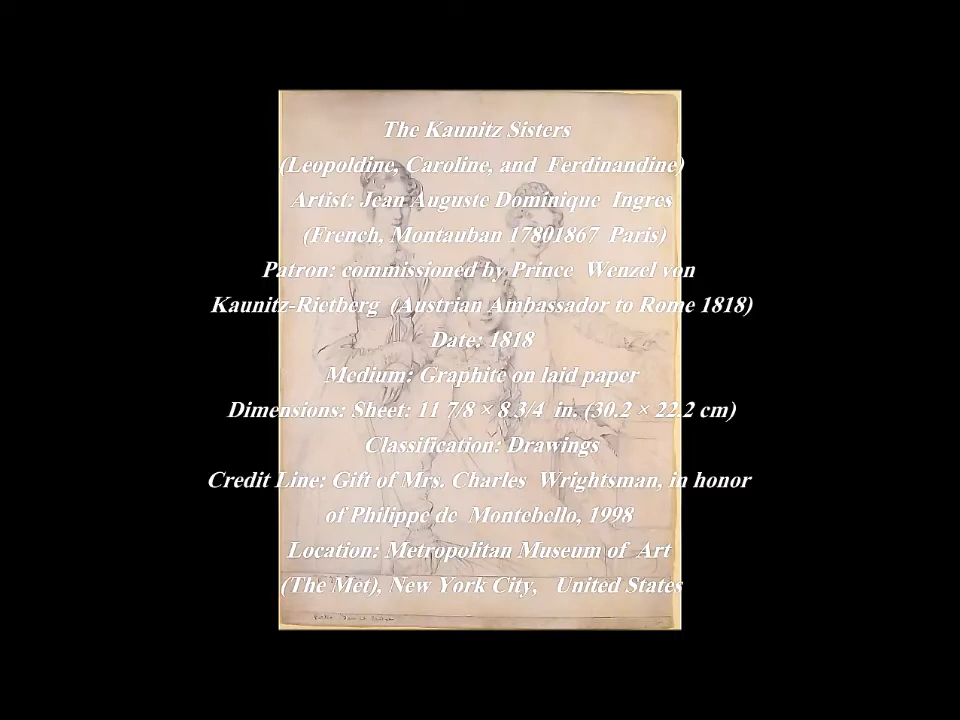 The Kaunitz Sisters
(Leopoldine, Caroline, and Ferdinandine)
Artist: Jean Auguste Dominique Ingres
(French, Montauban 17801867 Paris)
Patron: commissioned by Prince Wenzel von
Kaunitz-Rietberg (Austrian Ambassador to Rome 1818)
Date: 1818
Medium: Graphite on laid paper
Dimensions: Sheet: 11 7/8 × 8 3/4 in. (30.2 × 22.2 cm)
Classification: Drawings
Credit Line: Gift of Mrs. Charles Wrightsman, in honor
of Philippe de Montebello, 1998
Location: Metropolitan Museum of Art
(The Met), New York City, United States